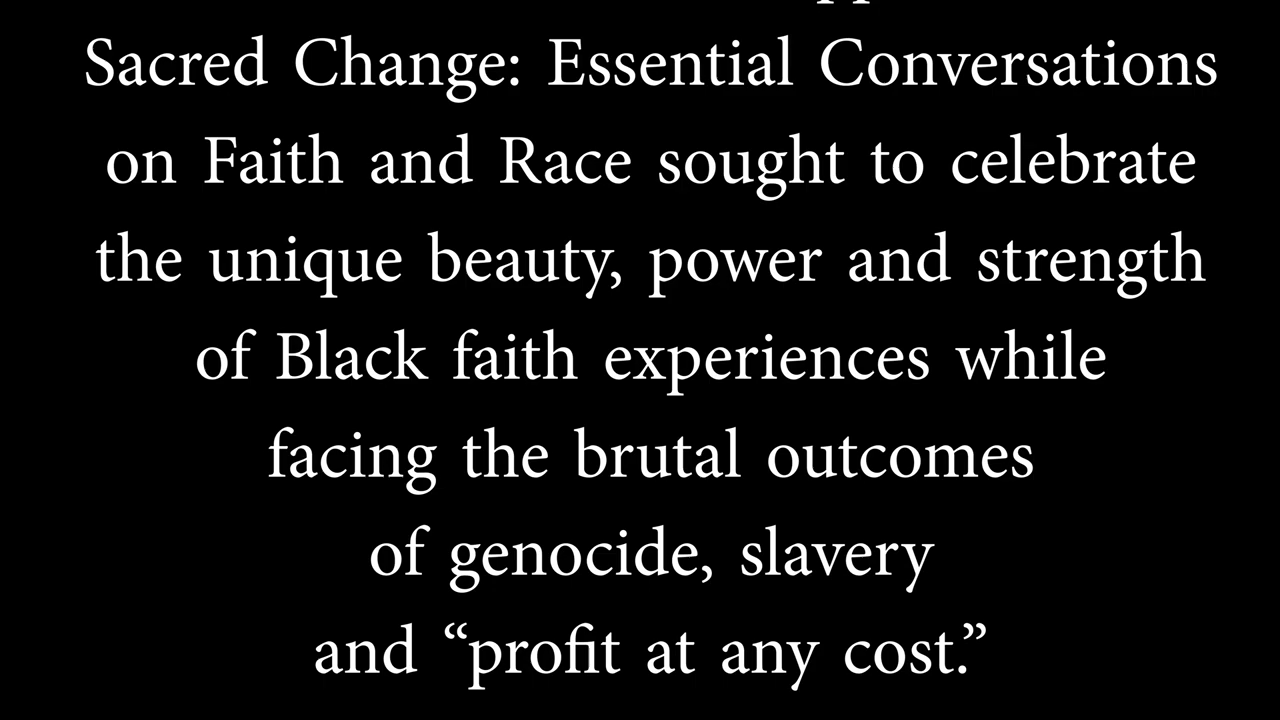 Sacred Change: Essential Conversations
on Faith and Race sought to celebrate
the unique beauty, power and strength
of Black faith experiences while
facing the brutal outcomes
of genocide, slavery
and “profit at any cost.”